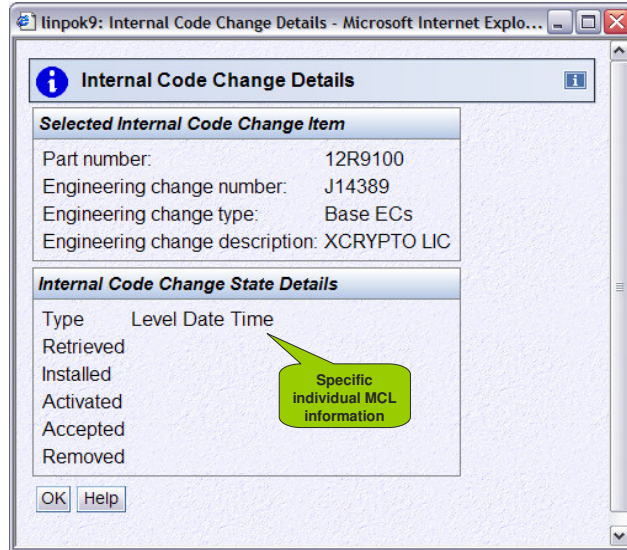 linpok9: Internal Code Change Details - Microsoft Internet Explo...
Internal Code Change Details
Selected Internal Code Change Item
Part number: 12R9100
Engineering change number: J14389
Engineering change type: Base ECs
Engineering change description: XCRYPTO LIC
Internal Code Change State Details
Type Level Date Time
Retrieved
Installed
Activated
Accepted
Removed
Specific
individual MCL
information
OK Help